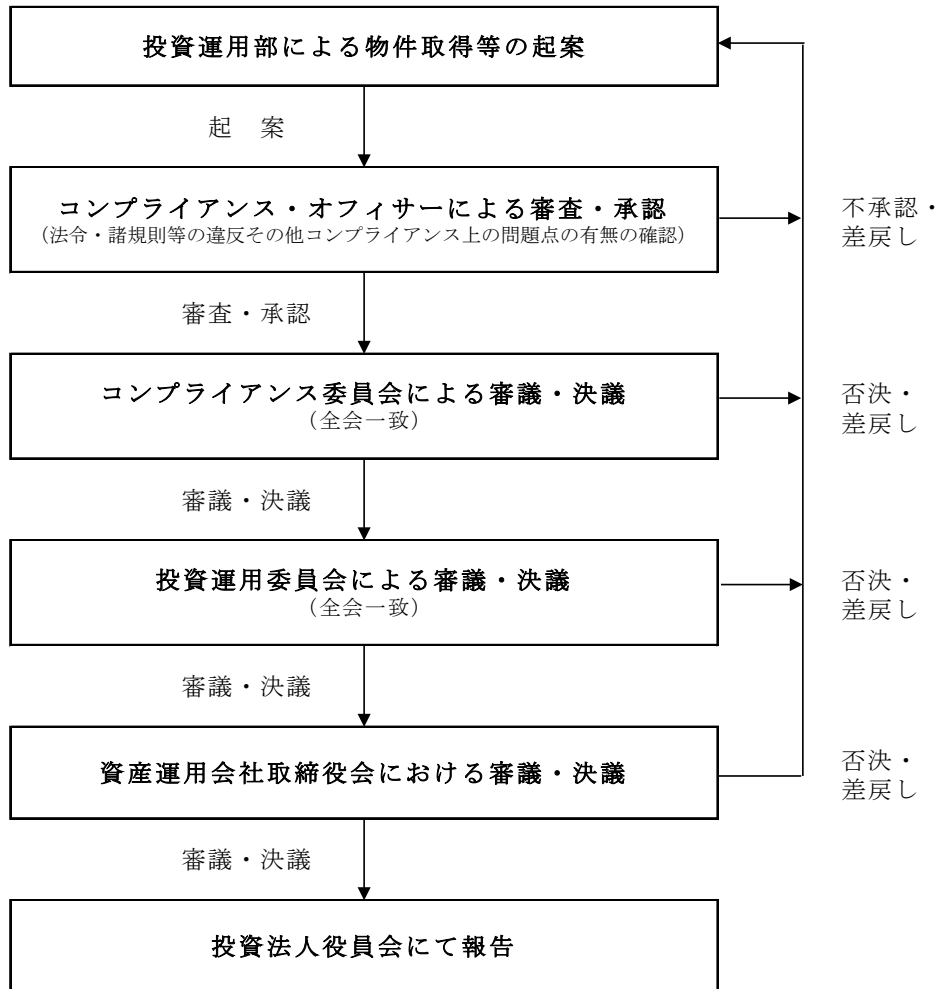 投資運用部による物件取得等の起案
起　案
コンプライアンス・オフィサーによる審査・承認
（法令・諸規則等の違反その他コンプライアンス上の問題点の有無の確認）
不承認・
差戻し
審査・承認
コンプライアンス委員会による審議・決議
（全会一致）
否決・
差戻し
審議・決議
投資運用委員会による審議・決議
（全会一致）
否決・
差戻し
審議・決議
資産運用会社取締役会における審議・決議
否決・
差戻し
審議・決議
投資法人役員会にて報告